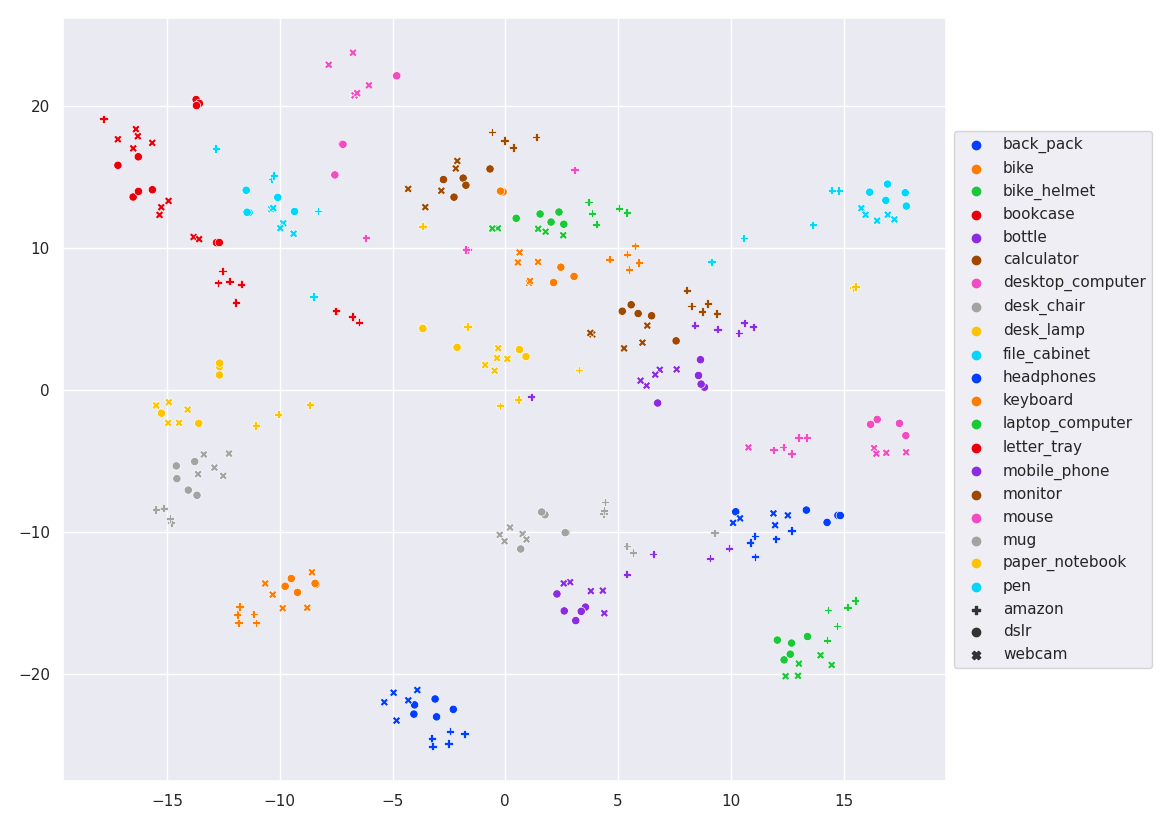 20
10
0
−10
−20
−15
−10
−5
0
5
10
15
back_pack
bike
bike_helmet
bookcase
bottle
calculator
desktop_computer
desk_chair
desk_lamp
file_cabinet
headphones
keyboard
laptop_computer
letter_tray
mobile_phone
monitor
mouse
mug
paper_notebook
pen
amazon
dslr
webcam